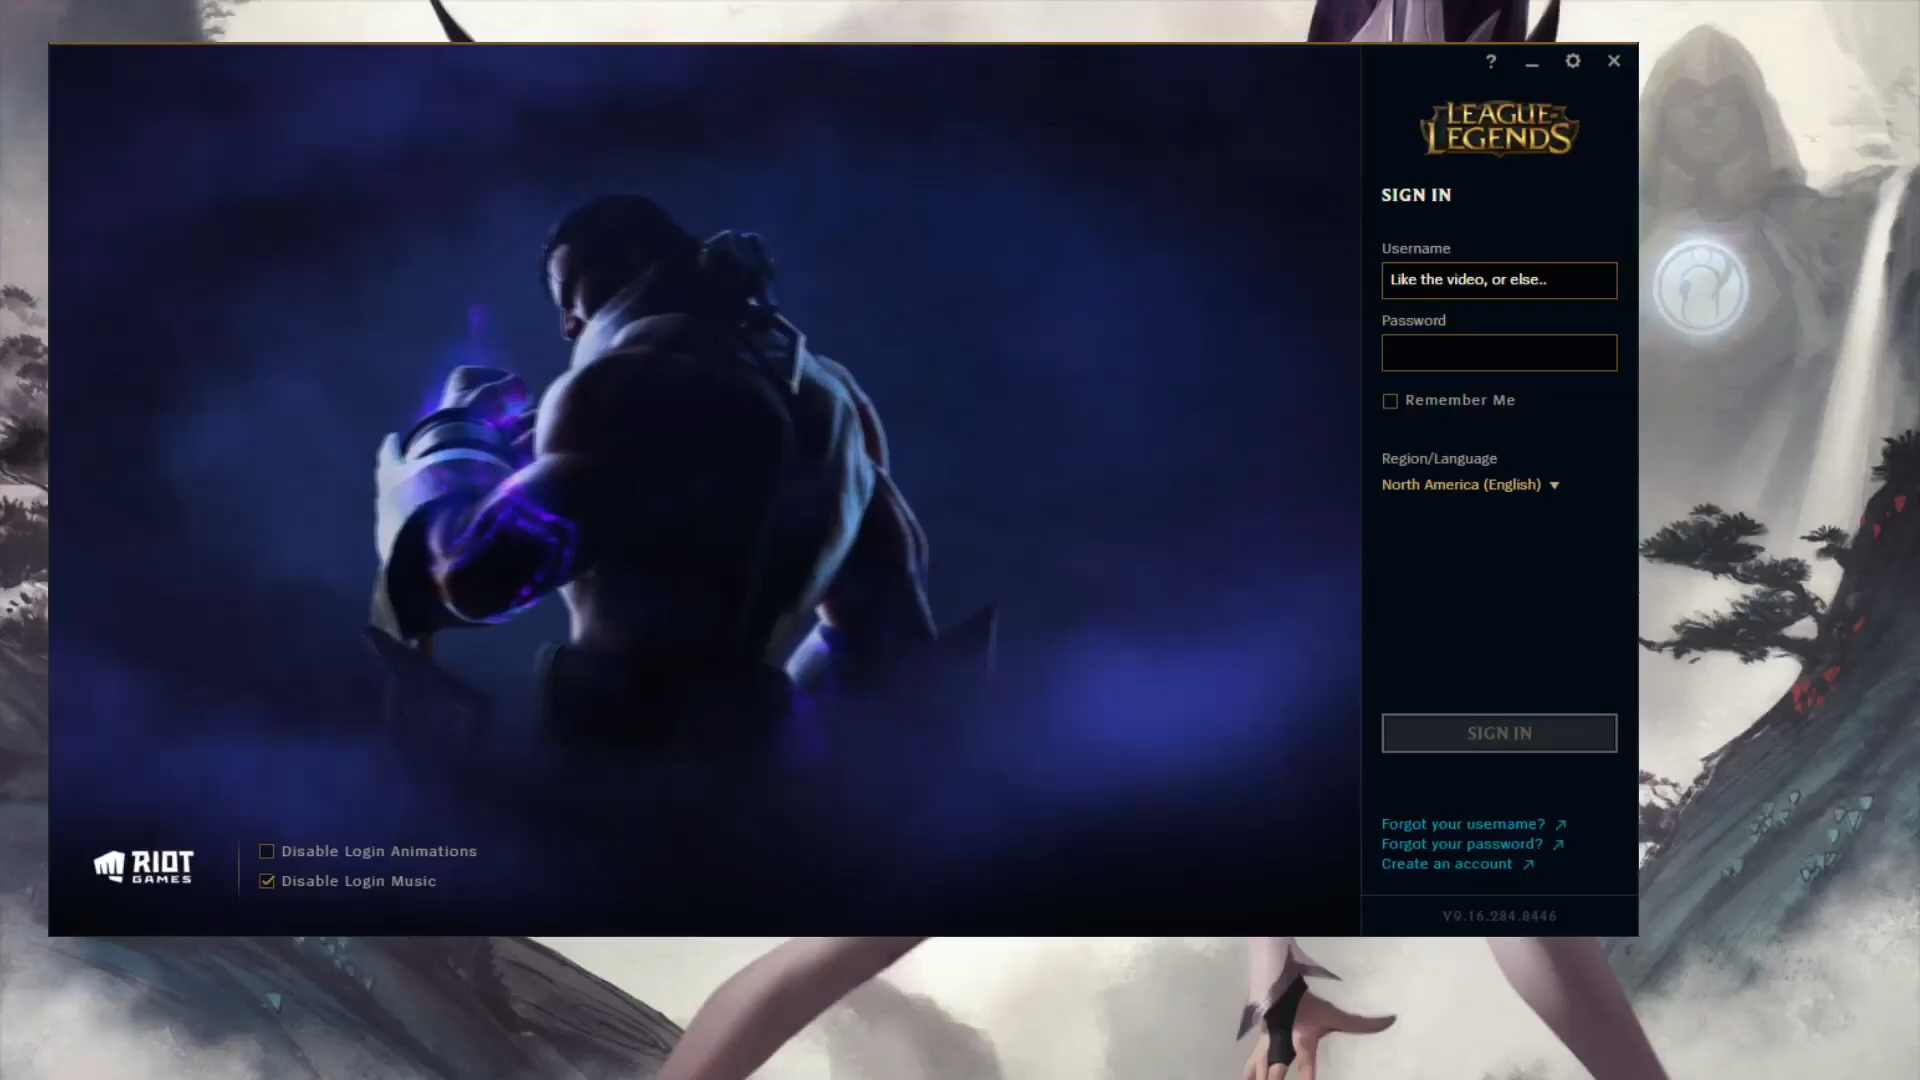 ?
LEAGUE OF
LEGENDS
SIGN IN
Username
Like the video, or else..
Password
Remember Me
Region/Language
North America (English)
SIGN IN
Forgot your username?
Forgot your password?
Create an account
V9.16.284.8446
RIOT
GAMES
Disable Login Animations
Disable Login Music